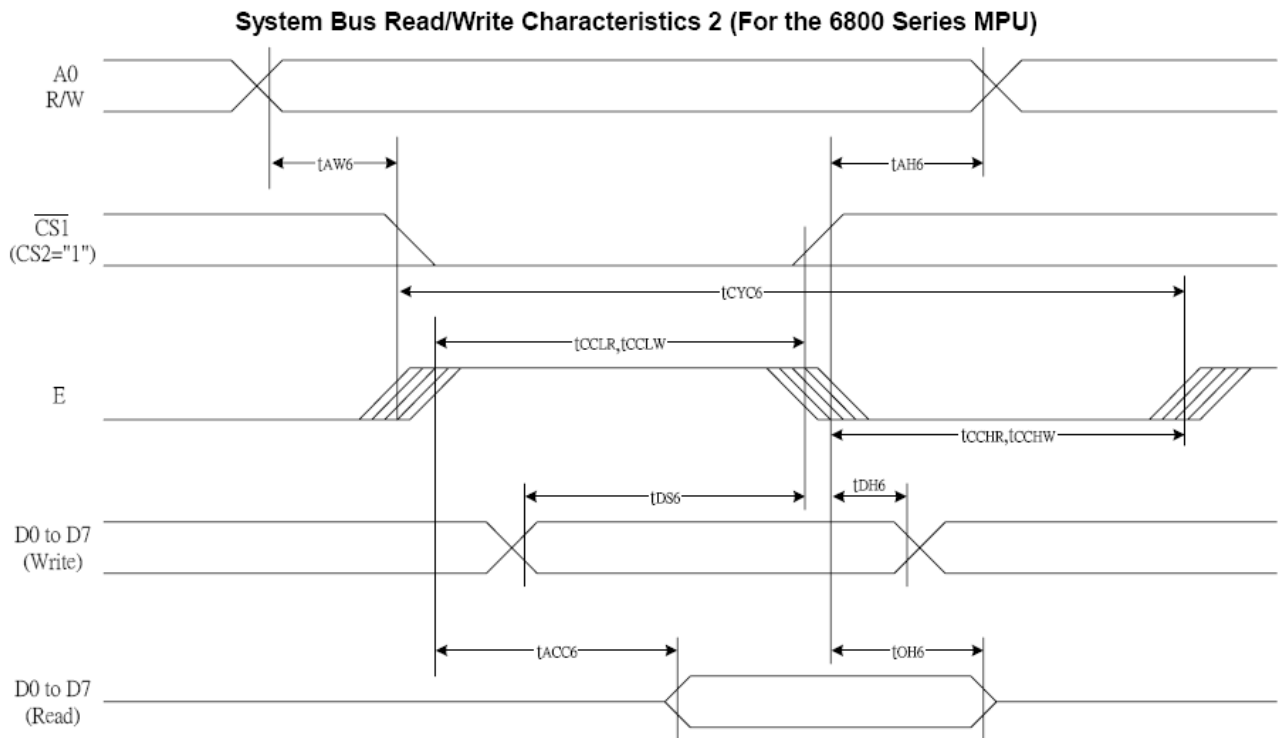 System Bus Read/Write Characteristics 2 (For the 6800 Series MPU)
A0
R/W
tAW6
tAH6
CS1
(CS2="1")
tCYC6
tCCLR,tCCLW
E
tCCHR,tCCHW
tDS6
tDH6
D0 to D7
(Write)
tACC6
tOH6
D0 to D7
(Read)